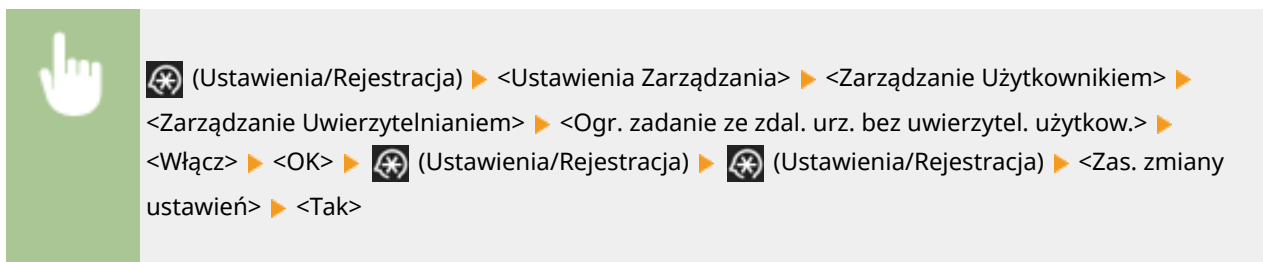 (Ustawienia/Rejestracja) ▶ <Ustawienia Zarządzania> ▶ <Zarządzanie Użytkownikiem> ▶
<Zarządzanie Uwierzytelnianiem> ▶ <Ogr. zadanie ze zdal. urz. bez uwierzytel. użytkow.> ▶
<Włącz> ▶ <OK> ▶ (Ustawienia/Rejestracja) ▶ (Ustawienia/Rejestracja) ▶ <Zas. zmiany
ustawień> ▶ <Tak>